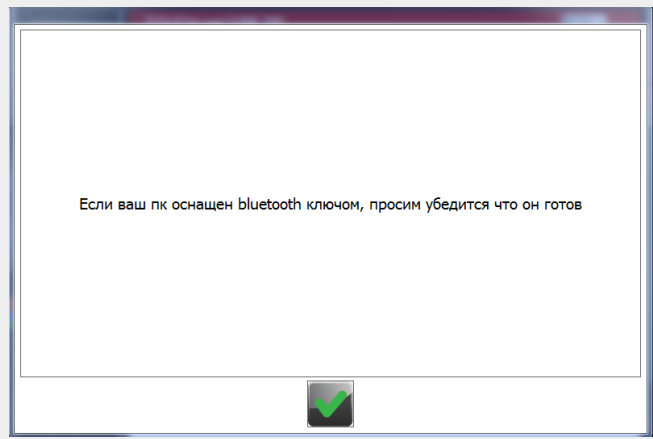 Если ваш пк оснащен bluetooth ключом, просим убедится что он готов